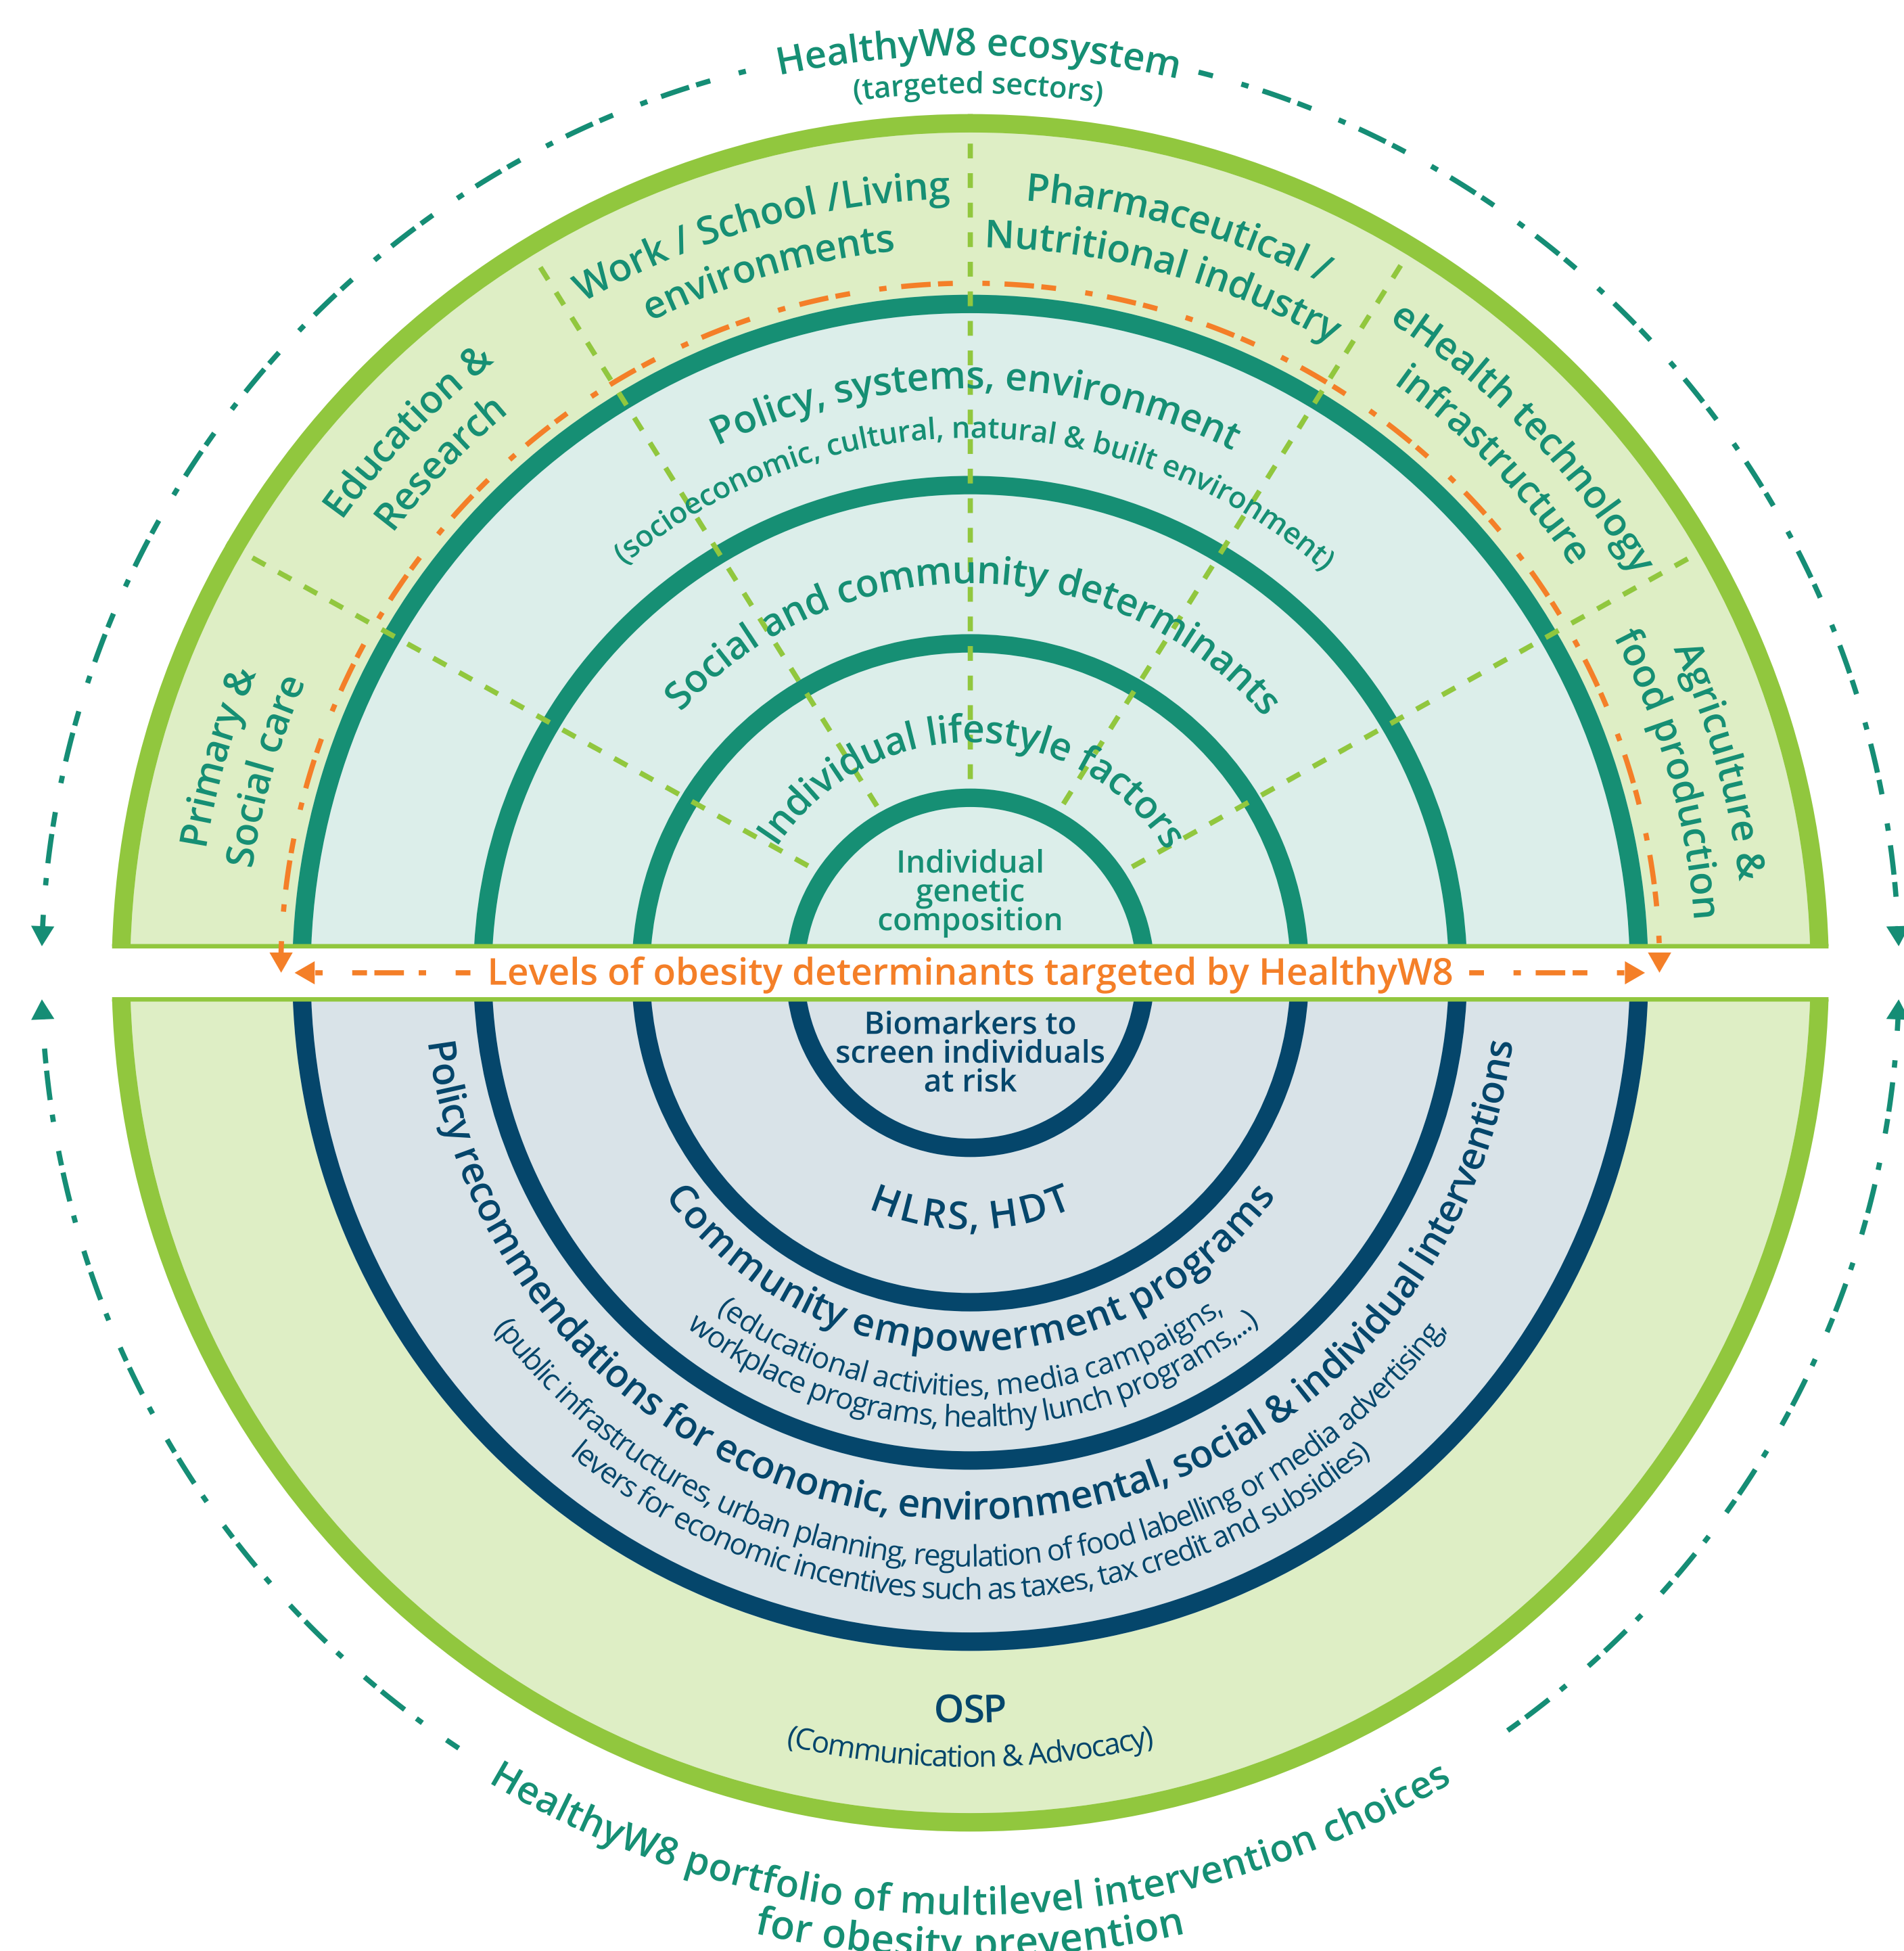 HealthyW8 ecosystem
(targeted sectors)
Primary &
Social care
Education &
Research
Work / School /Living
environments
Pharmaceutical /
Nutritional industry
eHealth technology
infrastructure
Agriculture &
food production
Policy, systems, environment
(socioeconomic, cultural, natural & built environment)
Social and community determinants
Individual lifestyle factors
Individual
genetic
composition
Levels of obesity determinants targeted by HealthyW8
Biomarkers to
screen individuals
at risk
HLRS, HDT
Community empowerment programs
(educational activities, media campaigns,
workplace programs, healthy lunch programs,...)
Policy recommendations for economic, environmental, social & individual interventions
(public infrastructures, urban planning, regulation of food labelling or media advertising,
levers for economic incentives such as taxes, tax credit and subsidies)
OSP
(Communication & Advocacy)
HealthyW8 portfolio of multilevel intervention choices
for obesity prevention